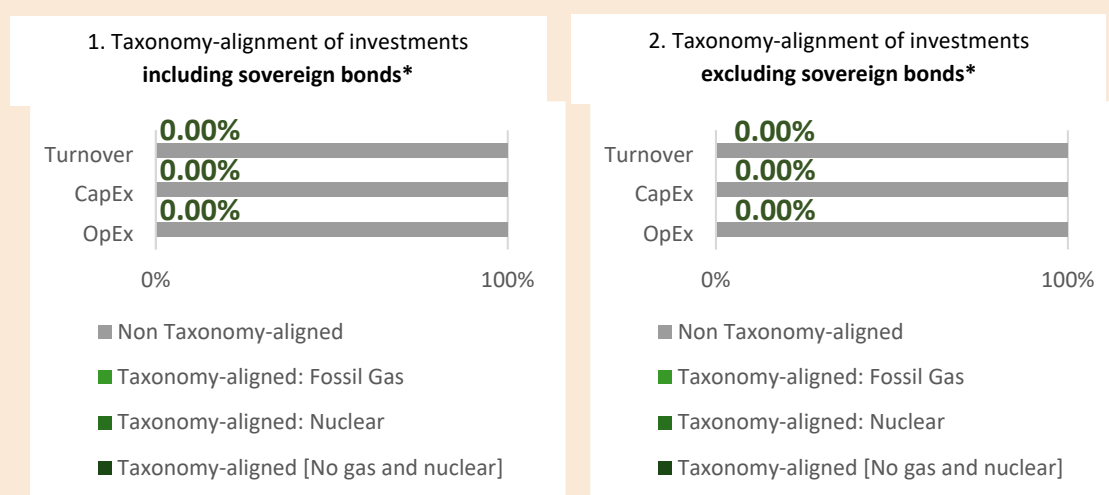 1. Taxonomy-alignment of investments
including sovereign bonds*
0.00%
Turnover
0.00%
CapEx
0.00%
OpEx
0%
100%
Non Taxonomy-aligned
Taxonomy-aligned: Fossil Gas
Taxonomy-aligned: Nuclear
Taxonomy-aligned [No gas and nuclear]
2. Taxonomy-alignment of investments
excluding sovereign bonds*
0.00%
Turnover
0.00%
CapEx
0.00%
OpEx
0%
100%
Non Taxonomy-aligned
Taxonomy-aligned: Fossil Gas
Taxonomy-aligned: Nuclear
Taxonomy-aligned [No gas and nuclear]